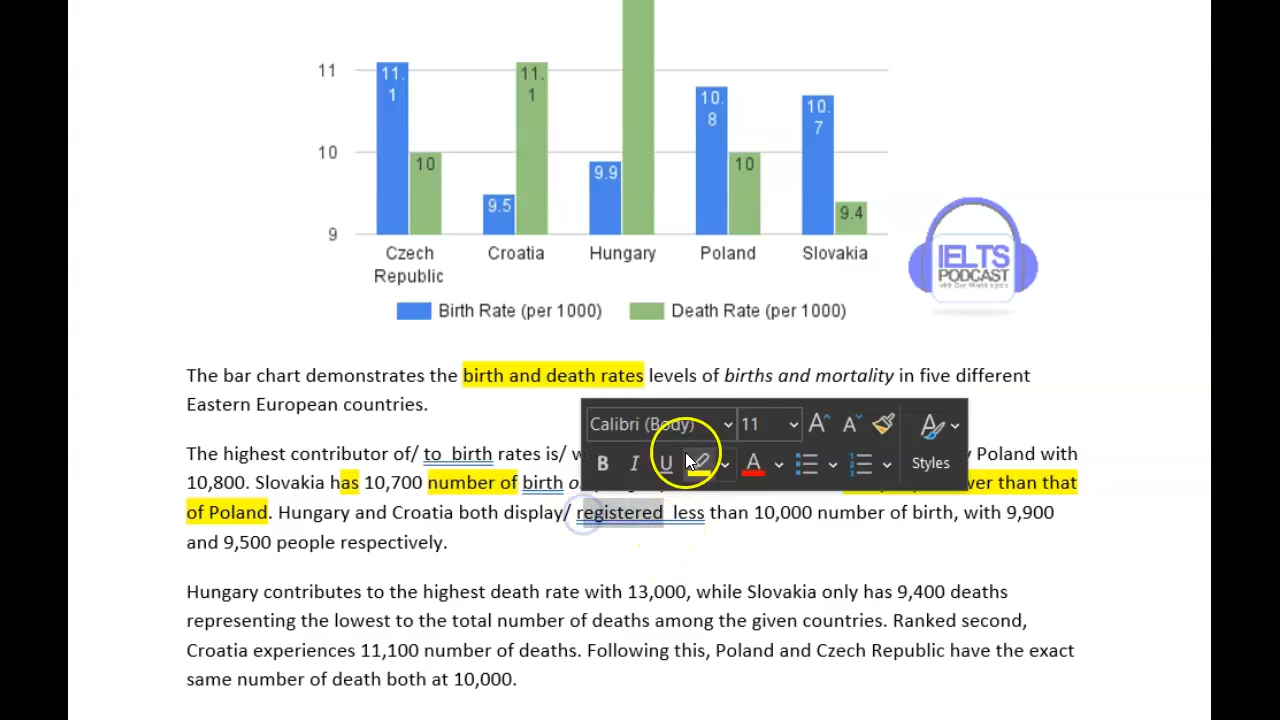 11
11.
1
11.
1
10.
8
10.
7
10
10
10
9.9
9.5
9.4
9
Czech
Republic
Croatia
Hungary
Poland
Slovakia
IELTS
PODCAST
Birth Rate (per 1000)
Death Rate (per 1000)
The bar chart demonstrates the birth and death rates levels of births and mortality in five different
Eastern European countries.
Calibri (Body)
11
B I U A Styles
The highest contributor of/ to birth rates is/ Poland with
10,800. Slovakia has 10,700 number of birth than that
of Poland. Hungary and Croatia both display/ registered less than 10,000 number of birth, with 9,900
and 9,500 people respectively.
Hungary contributes to the highest death rate with 13,000, while Slovakia only has 9,400 deaths
representing the lowest to the total number of deaths among the given countries. Ranked second,
Croatia experiences 11,100 number of deaths. Following this, Poland and Czech Republic have the exact
same number of death both at 10,000.